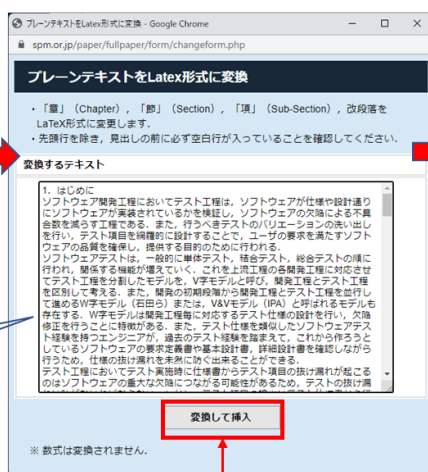 プレーンテキストをLatex形式に変換 - Google Chrome
spm.or.jp/paper/fullpaper/form/changeform.php
プレーンテキストをLatex形式に変換
・「章」(Chapter),「節」(Section),「項」(Sub-Section),改段落を
LaTeX形式に変更します.
・先頭行を除き,見出しの前に必ず空白行が入っていることを確認してください.
変換するテキスト
1. はじめに
ソフトウェア開発工程においてテスト工程は,ソフトウェアが仕様や設計通り
にソフトウェアが実装されているかを検証し,ソフトウェアの欠陥による不具
合数を減らす工程である.また,行うべきテストのバリエーションの洗い出し
を行い,テスト項目を網羅的に設計することで,ユーザの要求を満たすソフト
ウェアの品質を確保し,提供する目的のために行われる.
ソフトウェアテストは,一般的に単体テスト,結合テスト,総合テストの順に
行われ,関係する機能が増えていく.これを上流工程の各開発工程に対応させ
てテスト工程を分割したモデルを,V字モデルと呼び,開発工程とテスト工程
を区別して考える.また,開発の初期段階から開発工程とテスト工程を並行し
て進めるW字モデル(石田ら)または,V&Vモデル(IPA)と呼ばれるモデルも
存在する.W字モデルは開発工程毎に対応するテスト仕様の設計を行い,欠陥
修正を行うことに特徴がある.また,テスト仕様を類似したソフトウェアテス
ト経験を持つエンジニアが,過去のテスト経験を踏まえて,これから作ろうと
しているソフトウェアの要求定義書や基本設計書,詳細設計書を確認しながら
行うため,仕様の抜け漏れを未然に防ぐ出来ることができる.
テスト工程においてテスト実施時に仕様書からテスト項目の抜け漏れが起こる
のはソフトウェアの重大な欠陥につながる可能性があるため,テストの抜け漏
変換して挿入
※ 数式は変換されません.